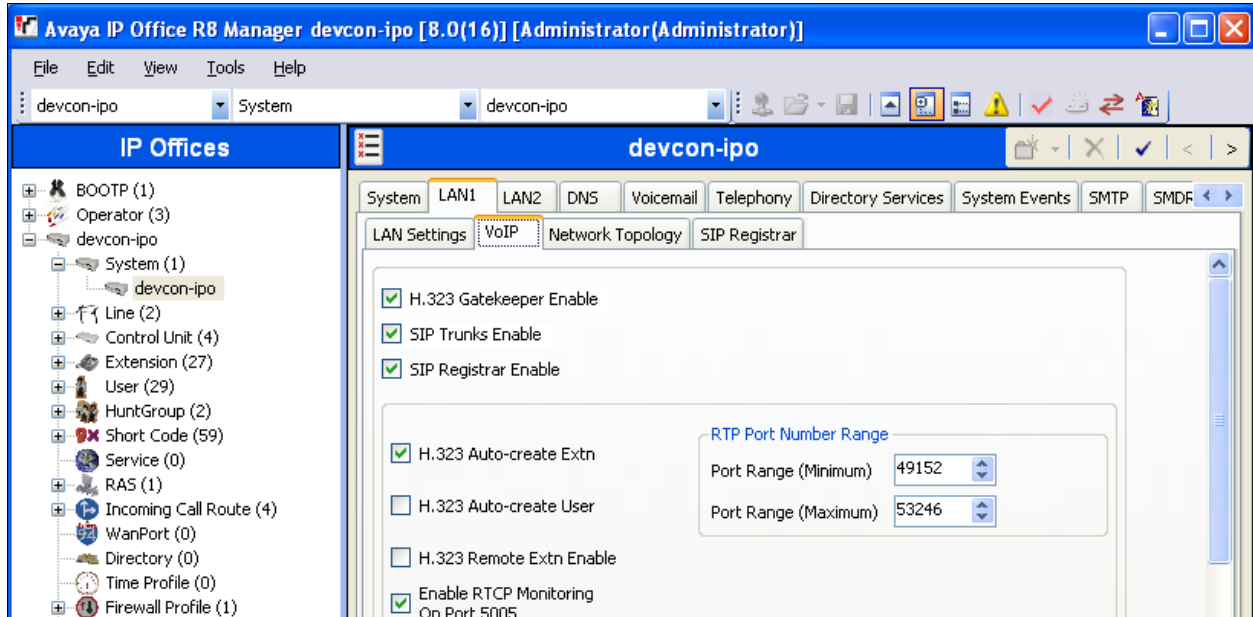 Avaya IP Office R8 Manager devcon-ipo [8.0(16)] [Administrator(Administrator)]
File Edit View Tools Help
devcon-ipo System devcon-ipo
IP Offices
BOOTP (1)
Operator (3)
devcon-ipo
System (1)
devcon-ipo
Line (2)
Control Unit (4)
Extension (27)
User (29)
HuntGroup (2)
Short Code (59)
Service (0)
RAS (1)
Incoming Call Route (4)
WanPort (0)
Directory (0)
Time Profile (0)
Firewall Profile (1)
devcon-ipo
System LAN1 LAN2 DNS Voicemail Telephony Directory Services System Events SMTP SMDR
LAN Settings VoIP Network Topology SIP Registrar
H.323 Gatekeeper Enable
SIP Trunks Enable
SIP Registrar Enable
H.323 Auto-create Extn
H.323 Auto-create User
H.323 Remote Extn Enable
Enable RTCP Monitoring
On Port 5005
RTP Port Number Range
Port Range (Minimum) 49152
Port Range (Maximum) 53246